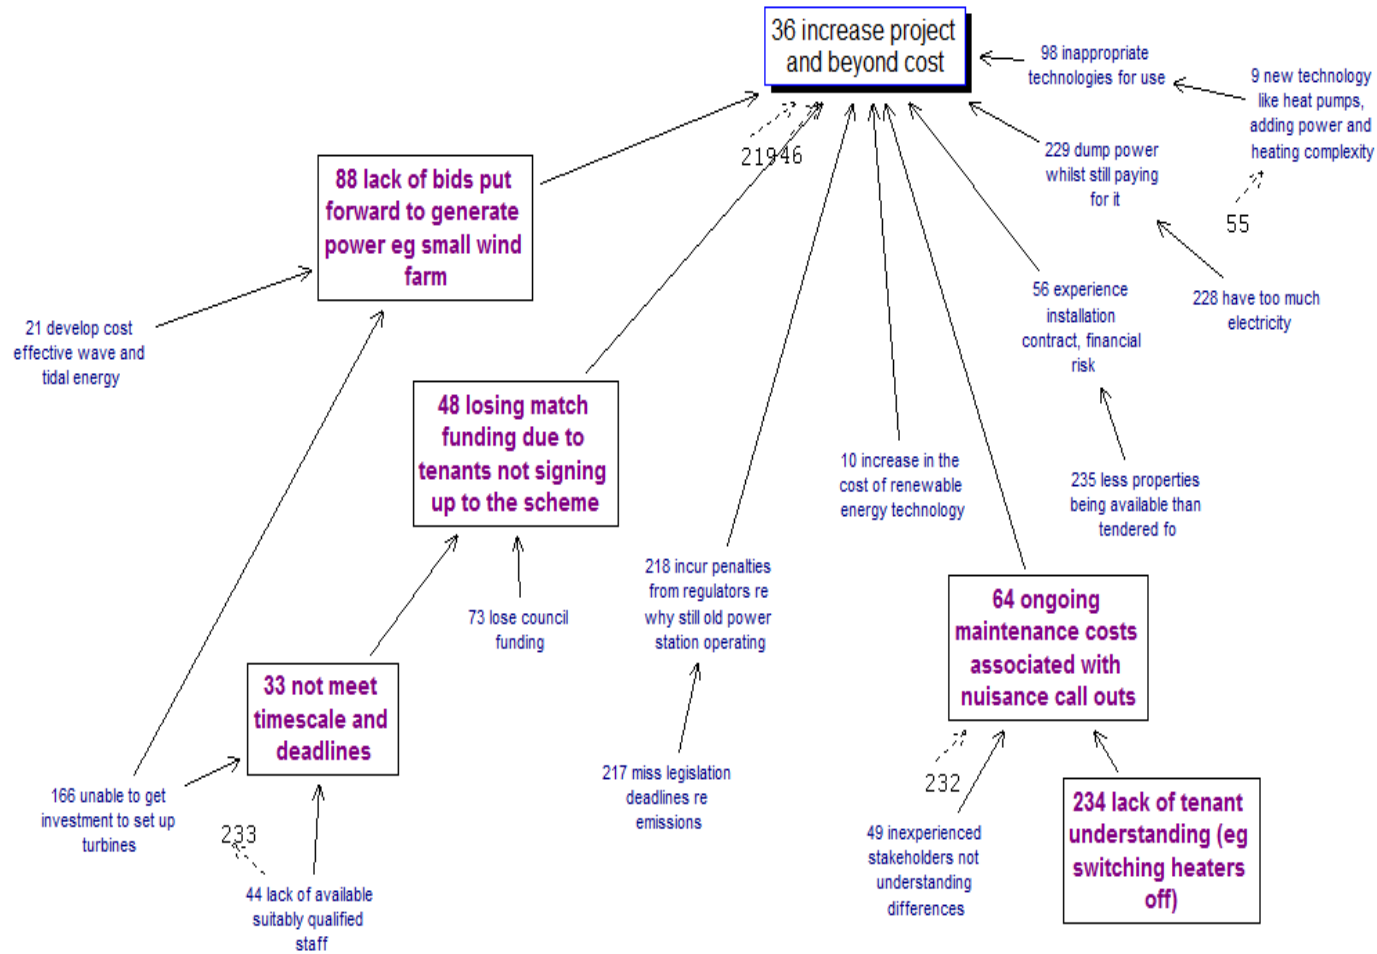 36 increase project
and beyond cost
98 inappropriate
technologies for use
9 new technology
like heat pumps,
adding power and
heating complexity
21946
229 dump power
whilst still paying
for it
55
88 lack of bids put
forward to generate
power eg small wind
farm
228 have too much
electricity
56 experience
installation
contract, financial
risk
21 develop cost
effective wave and
tidal energy
48 losing match
funding due to
tenants not signing
up to the scheme
10 increase in the
cost of renewable
energy technology
235 less properties
being available than
tendered fo
218 incur penalties
from regulators re
why still old power
station operating
73 lose council
funding
64 ongoing
maintenance costs
associated with
nuisance call outs
33 not meet
timescale and
deadlines
166 unable to get
investment to set up
turbines
217 miss legislation
deadlines re
emissions
232
234 lack of tenant
understanding (eg
switching heaters
off)
233
49 inexperienced
stakeholders not
understanding
differences
44 lack of available
suitably qualified
staff